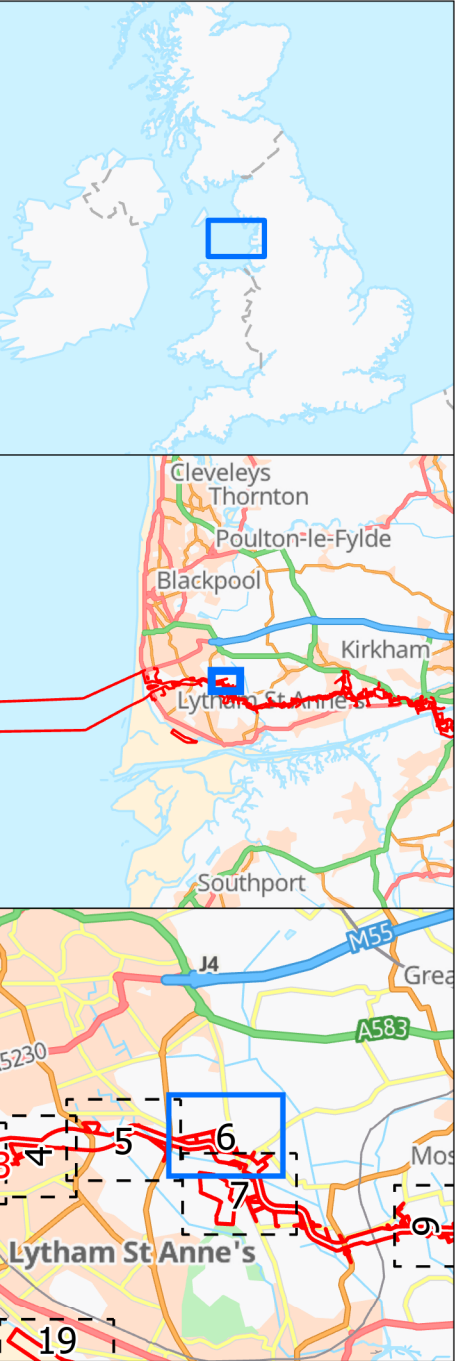 Cleveleys
Thornton
Poulton-le-Fylde
Blackpool
Kirkham
Lytham St Anne's
Southport
M55
J4
Grea
A583
5230
6
5
4
3
Mos
7
9
Lytham St Anne's
19